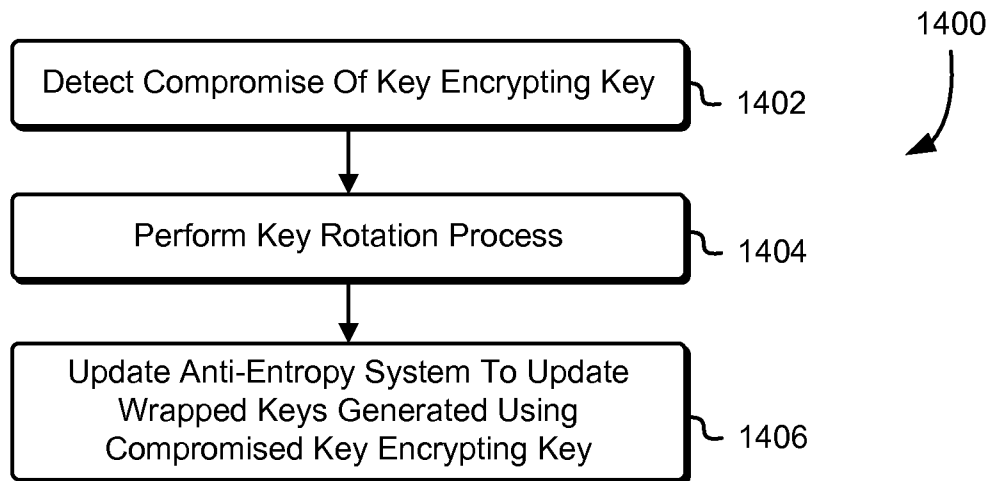 1400
Detect Compromise Of Key Encrypting Key
1402
Perform Key Rotation Process
1404
Update Anti-Entropy System To Update
Wrapped Keys Generated Using
Compromised Key Encrypting Key
1406